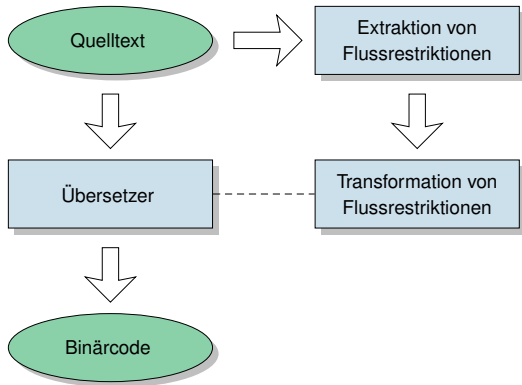 Quelltext
Extraktion von
Flussrestriktionen
Übersetzer
Transformation von
Flussrestriktionen
Binärcode